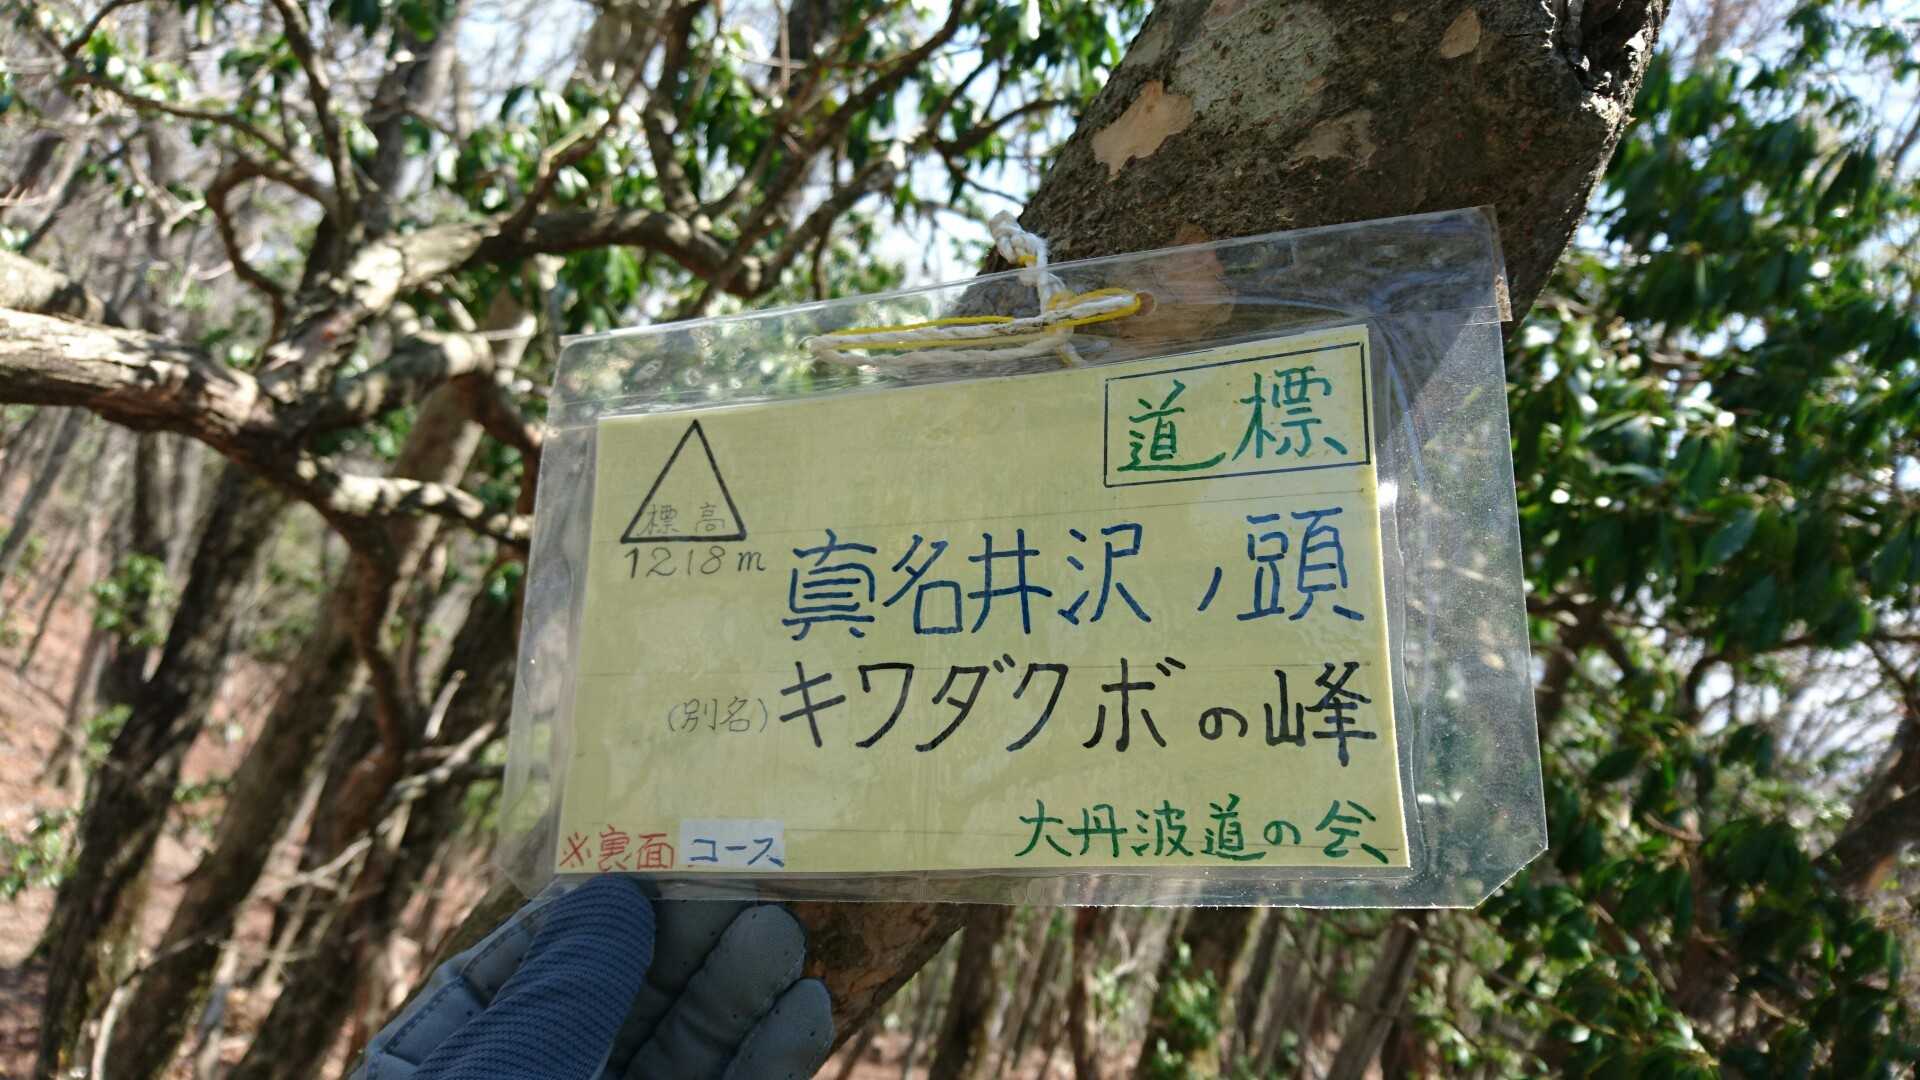 道標
標高
1218m
真名井沢ノ頭
(別名)キワダクボの峰
大丹波道の会
※裏面 コース